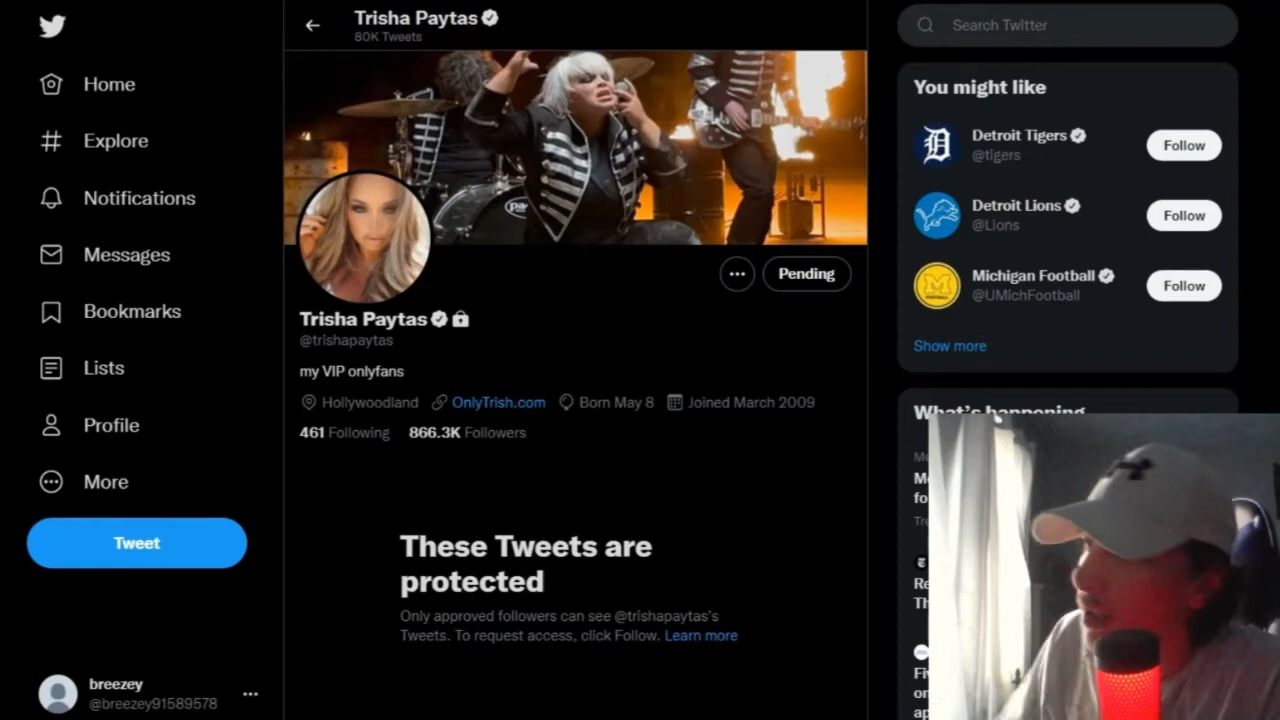 Home
Explore
Notifications
Messages
Bookmarks
Lists
Profile
More
Tweet
breezey
@breezey91589578
Trisha Paytas
80K Tweets
Pending
Trisha Paytas
@trishapaytas
my VIP onlyfans
Hollywoodland OnlyTrish.com Born May 8 Joined March 2009
461 Following 866.3K Followers
These Tweets are
protected
Only approved followers can see @trishapaytas's
Tweets. To request access, click Follow. Learn more
Search Twitter
You might like
Detroit Tigers
@tigers
Follow
Detroit Lions
@Lions
Follow
Michigan Football
@UMichFootball
Follow
Show more
What's happening